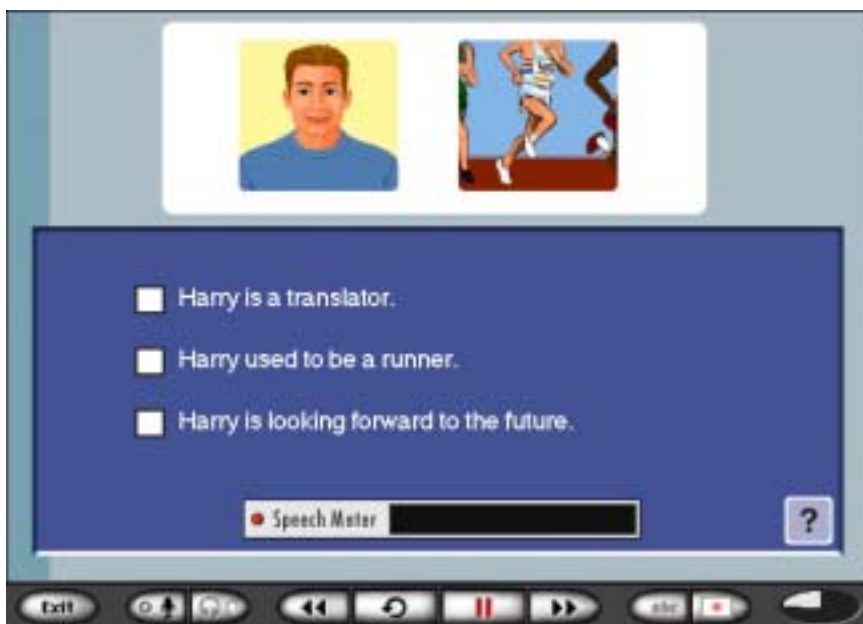 Harry is a translator.
Harry used to be a runner.
Harry is looking forward to the future.
Speech Meter
?
Exit